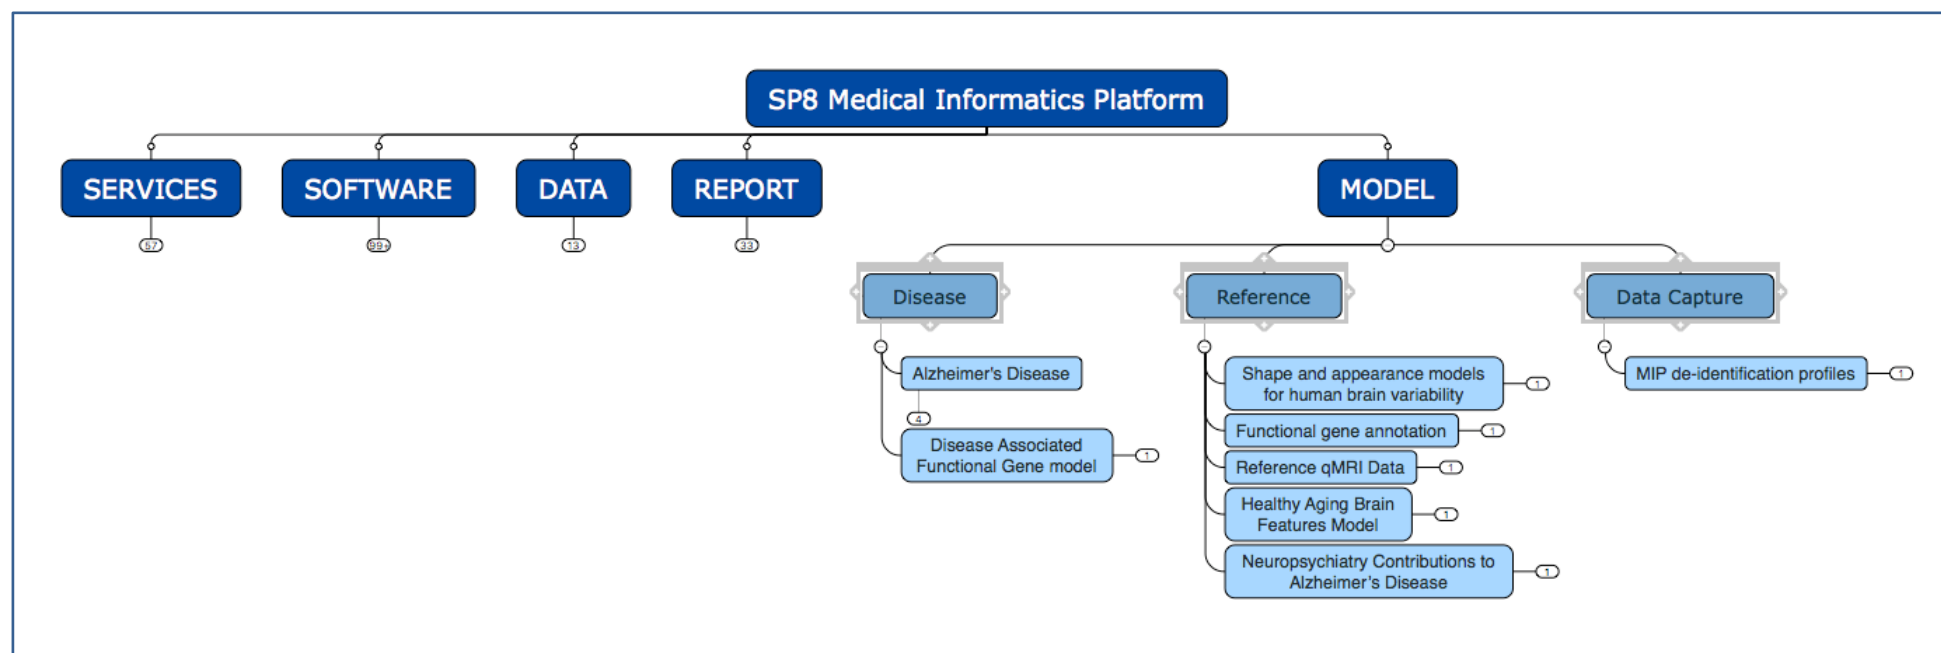 SP8 Medical Informatics Platform
SERVICES
SOFTWARE
DATA
REPORT
MODEL
57
99+
13
33
Disease
Reference
Data Capture
Alzheimer's Disease
4
Disease Associated
Functional Gene model
1
Shape and appearance models
for human brain variability
1
Functional gene annotation
1
Reference qMRI Data
1
Healthy Aging Brain
Features Model
1
Neuropsychiatry Contributions to
Alzheimer's Disease
1
MIP de-identification profiles
1